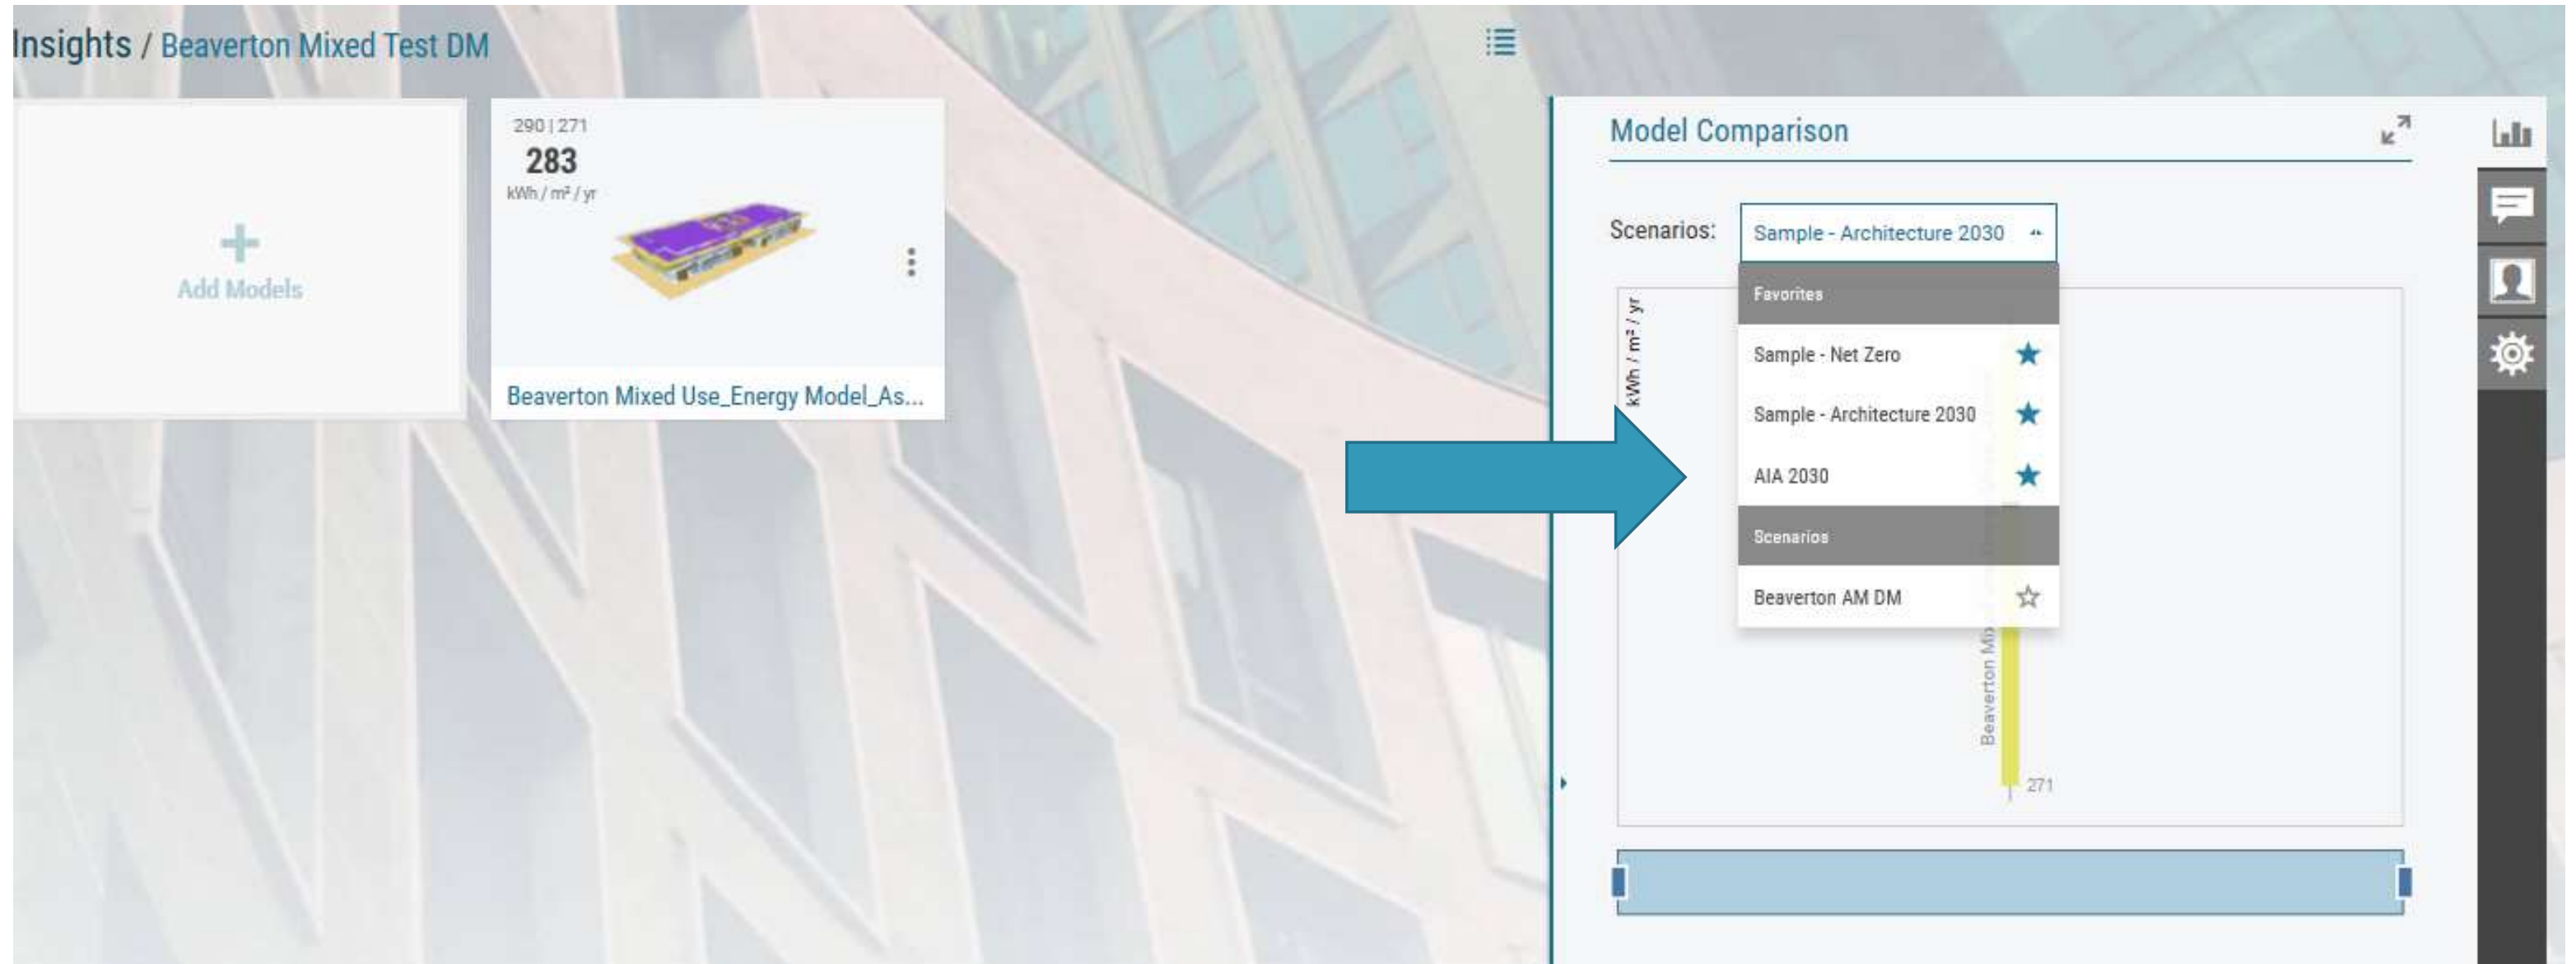 Insights / Beaverton Mixed Test DM
Add Models
290 | 271
283
kWh / m² / yr
Beaverton Mixed Use_Energy Model_As...
Model Comparison
Scenarios:
Sample - Architecture 2030
Favorites
Sample - Net Zero
Sample - Architecture 2030
AIA 2030
Scenarios
Beaverton AM DM
kWh / m² / yr
Beaverton Mix
271